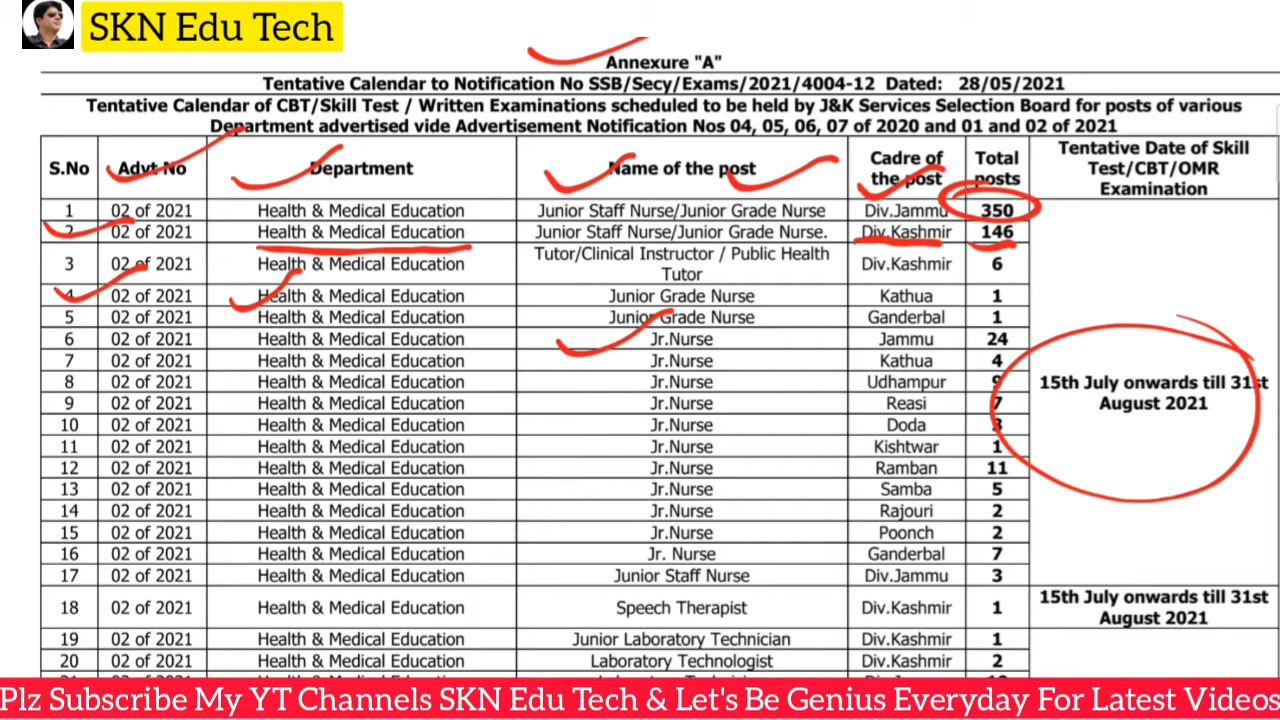 SKN Edu Tech
Annexure "A"
Tentative Calendar to Notification No SSB/Secy/Exams/2021/4004-12 Dated: 28/05/2021
Tentative Calendar of CBT/Skill Test / Written Examinations scheduled to be held by J&K Services Selection Board for posts of various
Department advertised vide Advertisement Notification Nos 04, 05, 06, 07 of 2020 and 01 and 02 of 2021
S.No Advt No Department Name of the post Cadre of the post Total posts Tentative Date of Skill Test/CBT/OMR Examination
1 02 of 2021 Health & Medical Education Junior Staff Nurse/Junior Grade Nurse Div.Jammu 350
2 02 of 2021 Health & Medical Education Junior Staff Nurse/Junior Grade Nurse. Div.Kashmir 146
3 02 of 2021 Health & Medical Education Tutor/Clinical Instructor / Public Health Tutor Div.Kashmir 6
4 02 of 2021 Health & Medical Education Junior Grade Nurse Kathua 1
5 02 of 2021 Health & Medical Education Junior Grade Nurse Ganderbal 1
6 02 of 2021 Health & Medical Education Jr.Nurse Jammu 24
7 02 of 2021 Health & Medical Education Jr.Nurse Kathua 4
8 02 of 2021 Health & Medical Education Jr.Nurse Udhampur 9
15th July onwards till 31st
9 02 of 2021 Health & Medical Education Jr.Nurse Reasi 7
August 2021
10 02 of 2021 Health & Medical Education Jr.Nurse Doda 3
11 02 of 2021 Health & Medical Education Jr.Nurse Kishtwar 1
12 02 of 2021 Health & Medical Education Jr.Nurse Ramban 11
13 02 of 2021 Health & Medical Education Jr.Nurse Samba 5
14 02 of 2021 Health & Medical Education Jr.Nurse Rajouri 2
15 02 of 2021 Health & Medical Education Jr.Nurse Poonch 2
16 02 of 2021 Health & Medical Education Jr. Nurse Ganderbal 7
17 02 of 2021 Health & Medical Education Junior Staff Nurse Div.Jammu 3
18 02 of 2021 Health & Medical Education Speech Therapist Div.Kashmir 1 15th July onwards till 31st August 2021
19 02 of 2021 Health & Medical Education Junior Laboratory Technician Div.Kashmir 1
20 02 of 2021 Health & Medical Education Laboratory Technologist Div.Kashmir 2
Plz Subscribe My YT Channels SKN Edu Tech & Let's Be Genius Everyday For Latest Videos